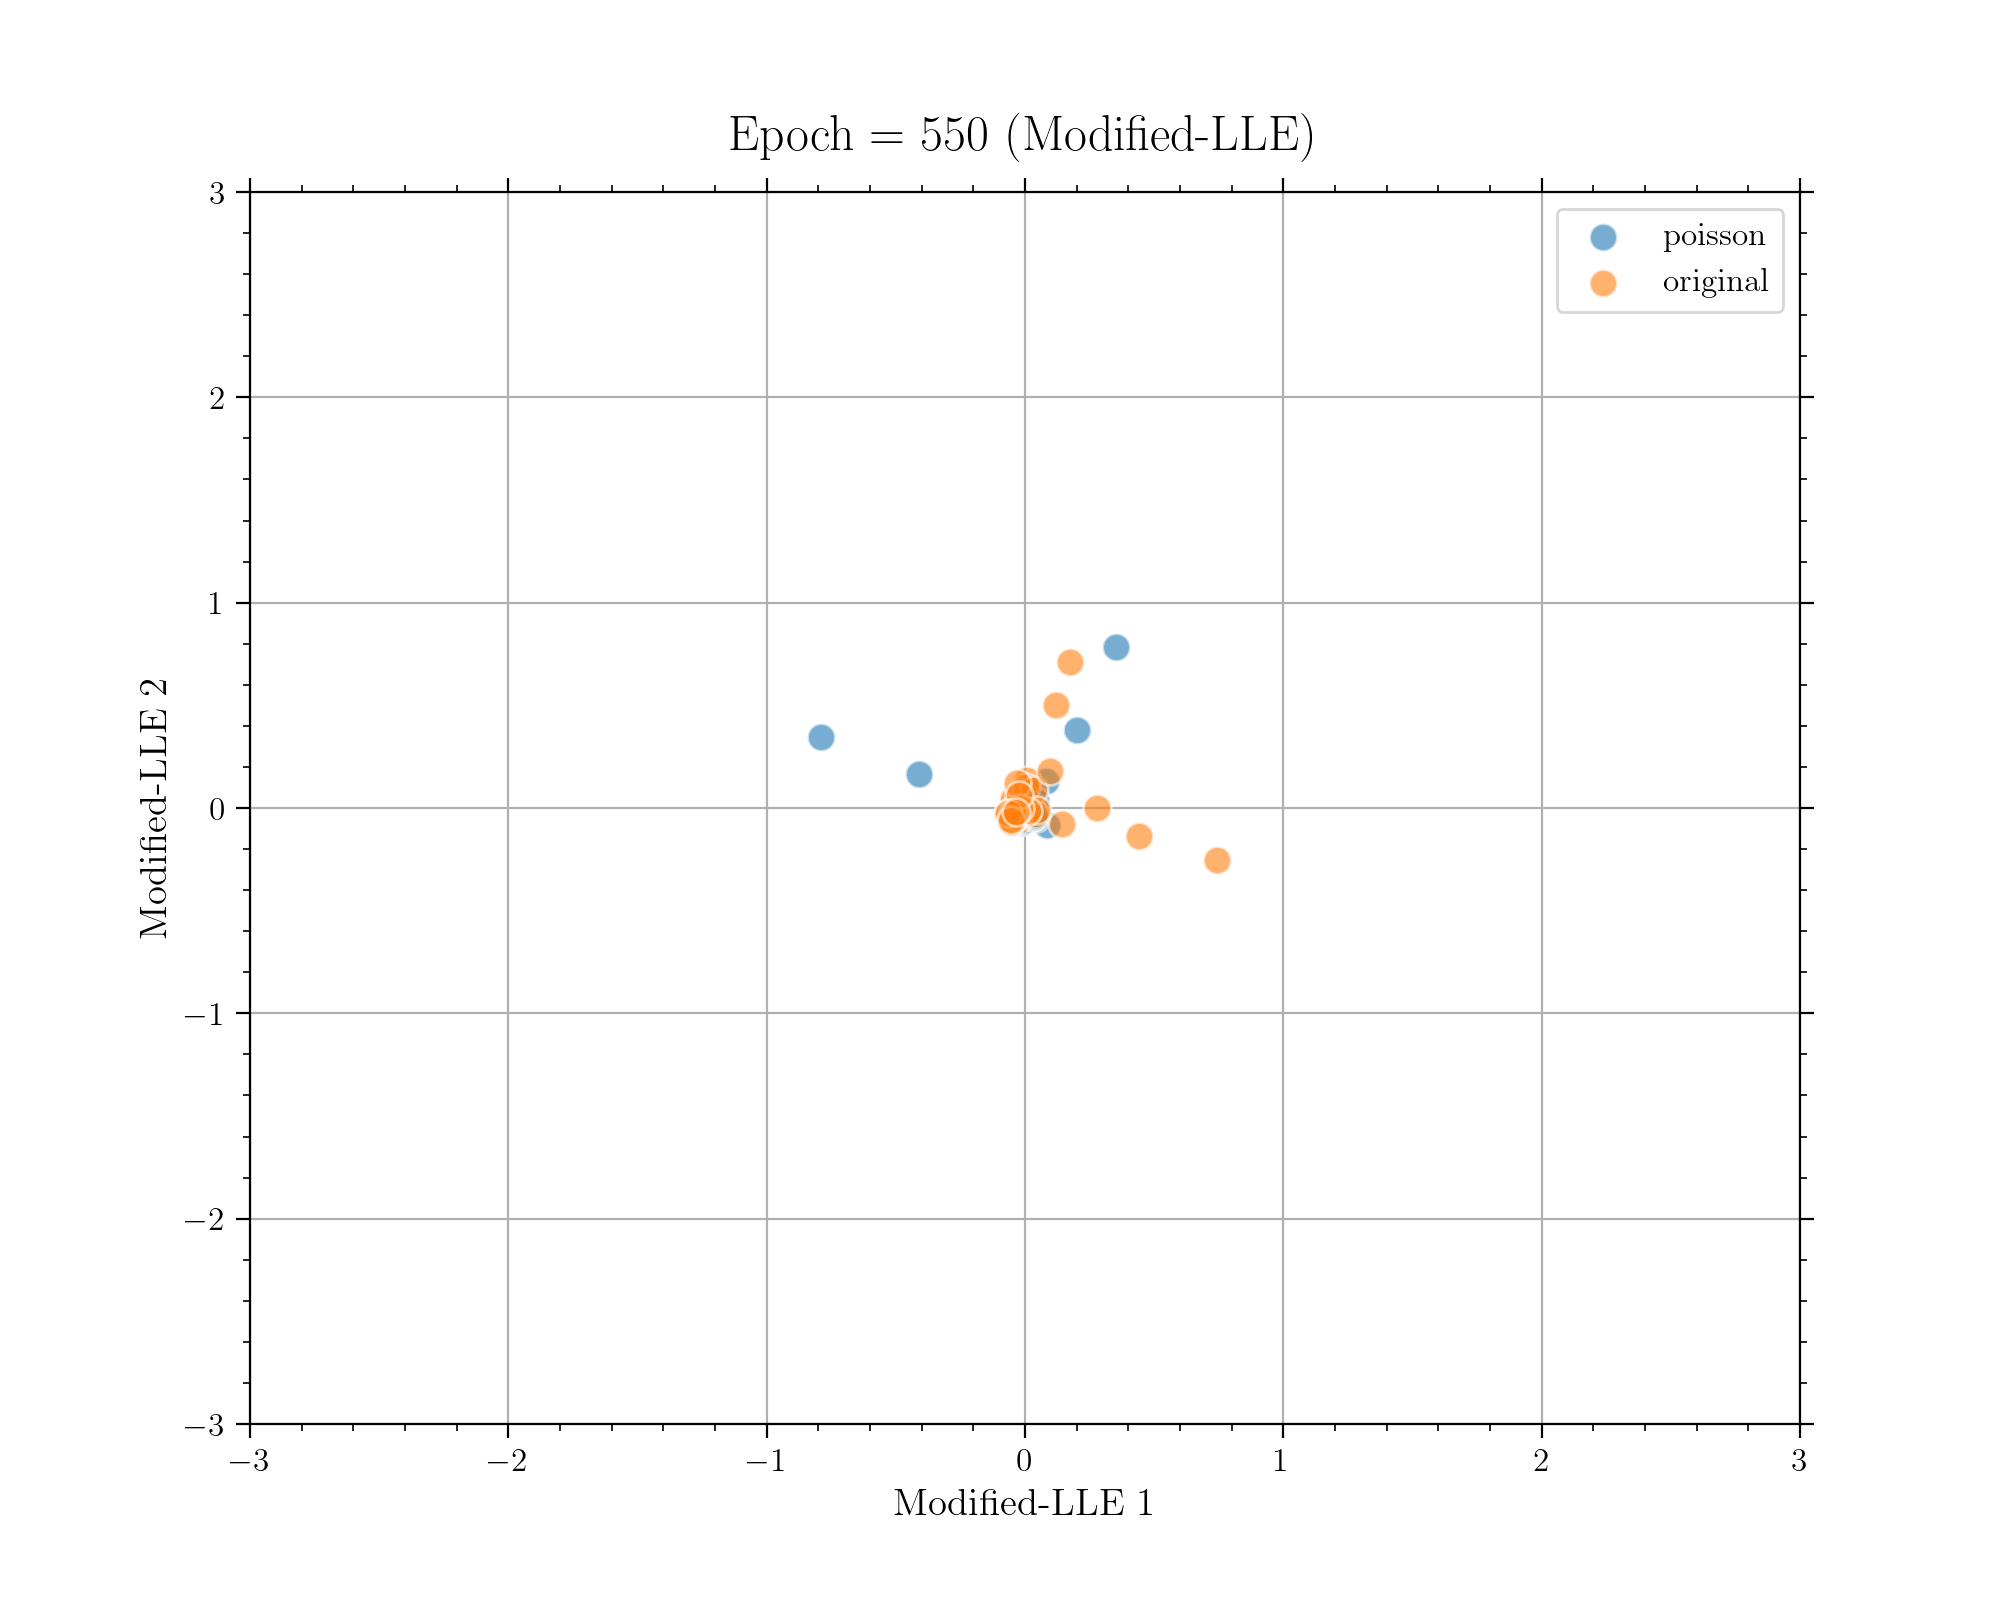 Epoch = 550 (Modified-LLE)
poisson
original
3
2
1
0
−1
−2
−3
Modified-LLE 2
−3
−2
−1
0
1
2
3
Modified-LLE 1